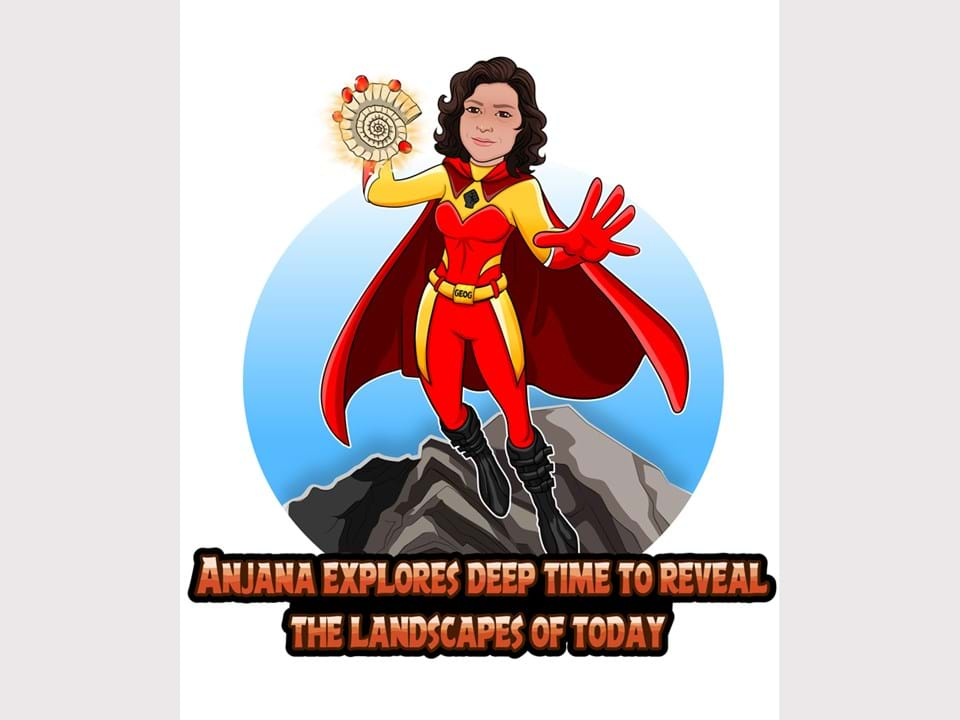 GEOG
ANJANA EXPLORES DEEP TIME TO REVEAL
THE LANDSCAPES OF TODAY